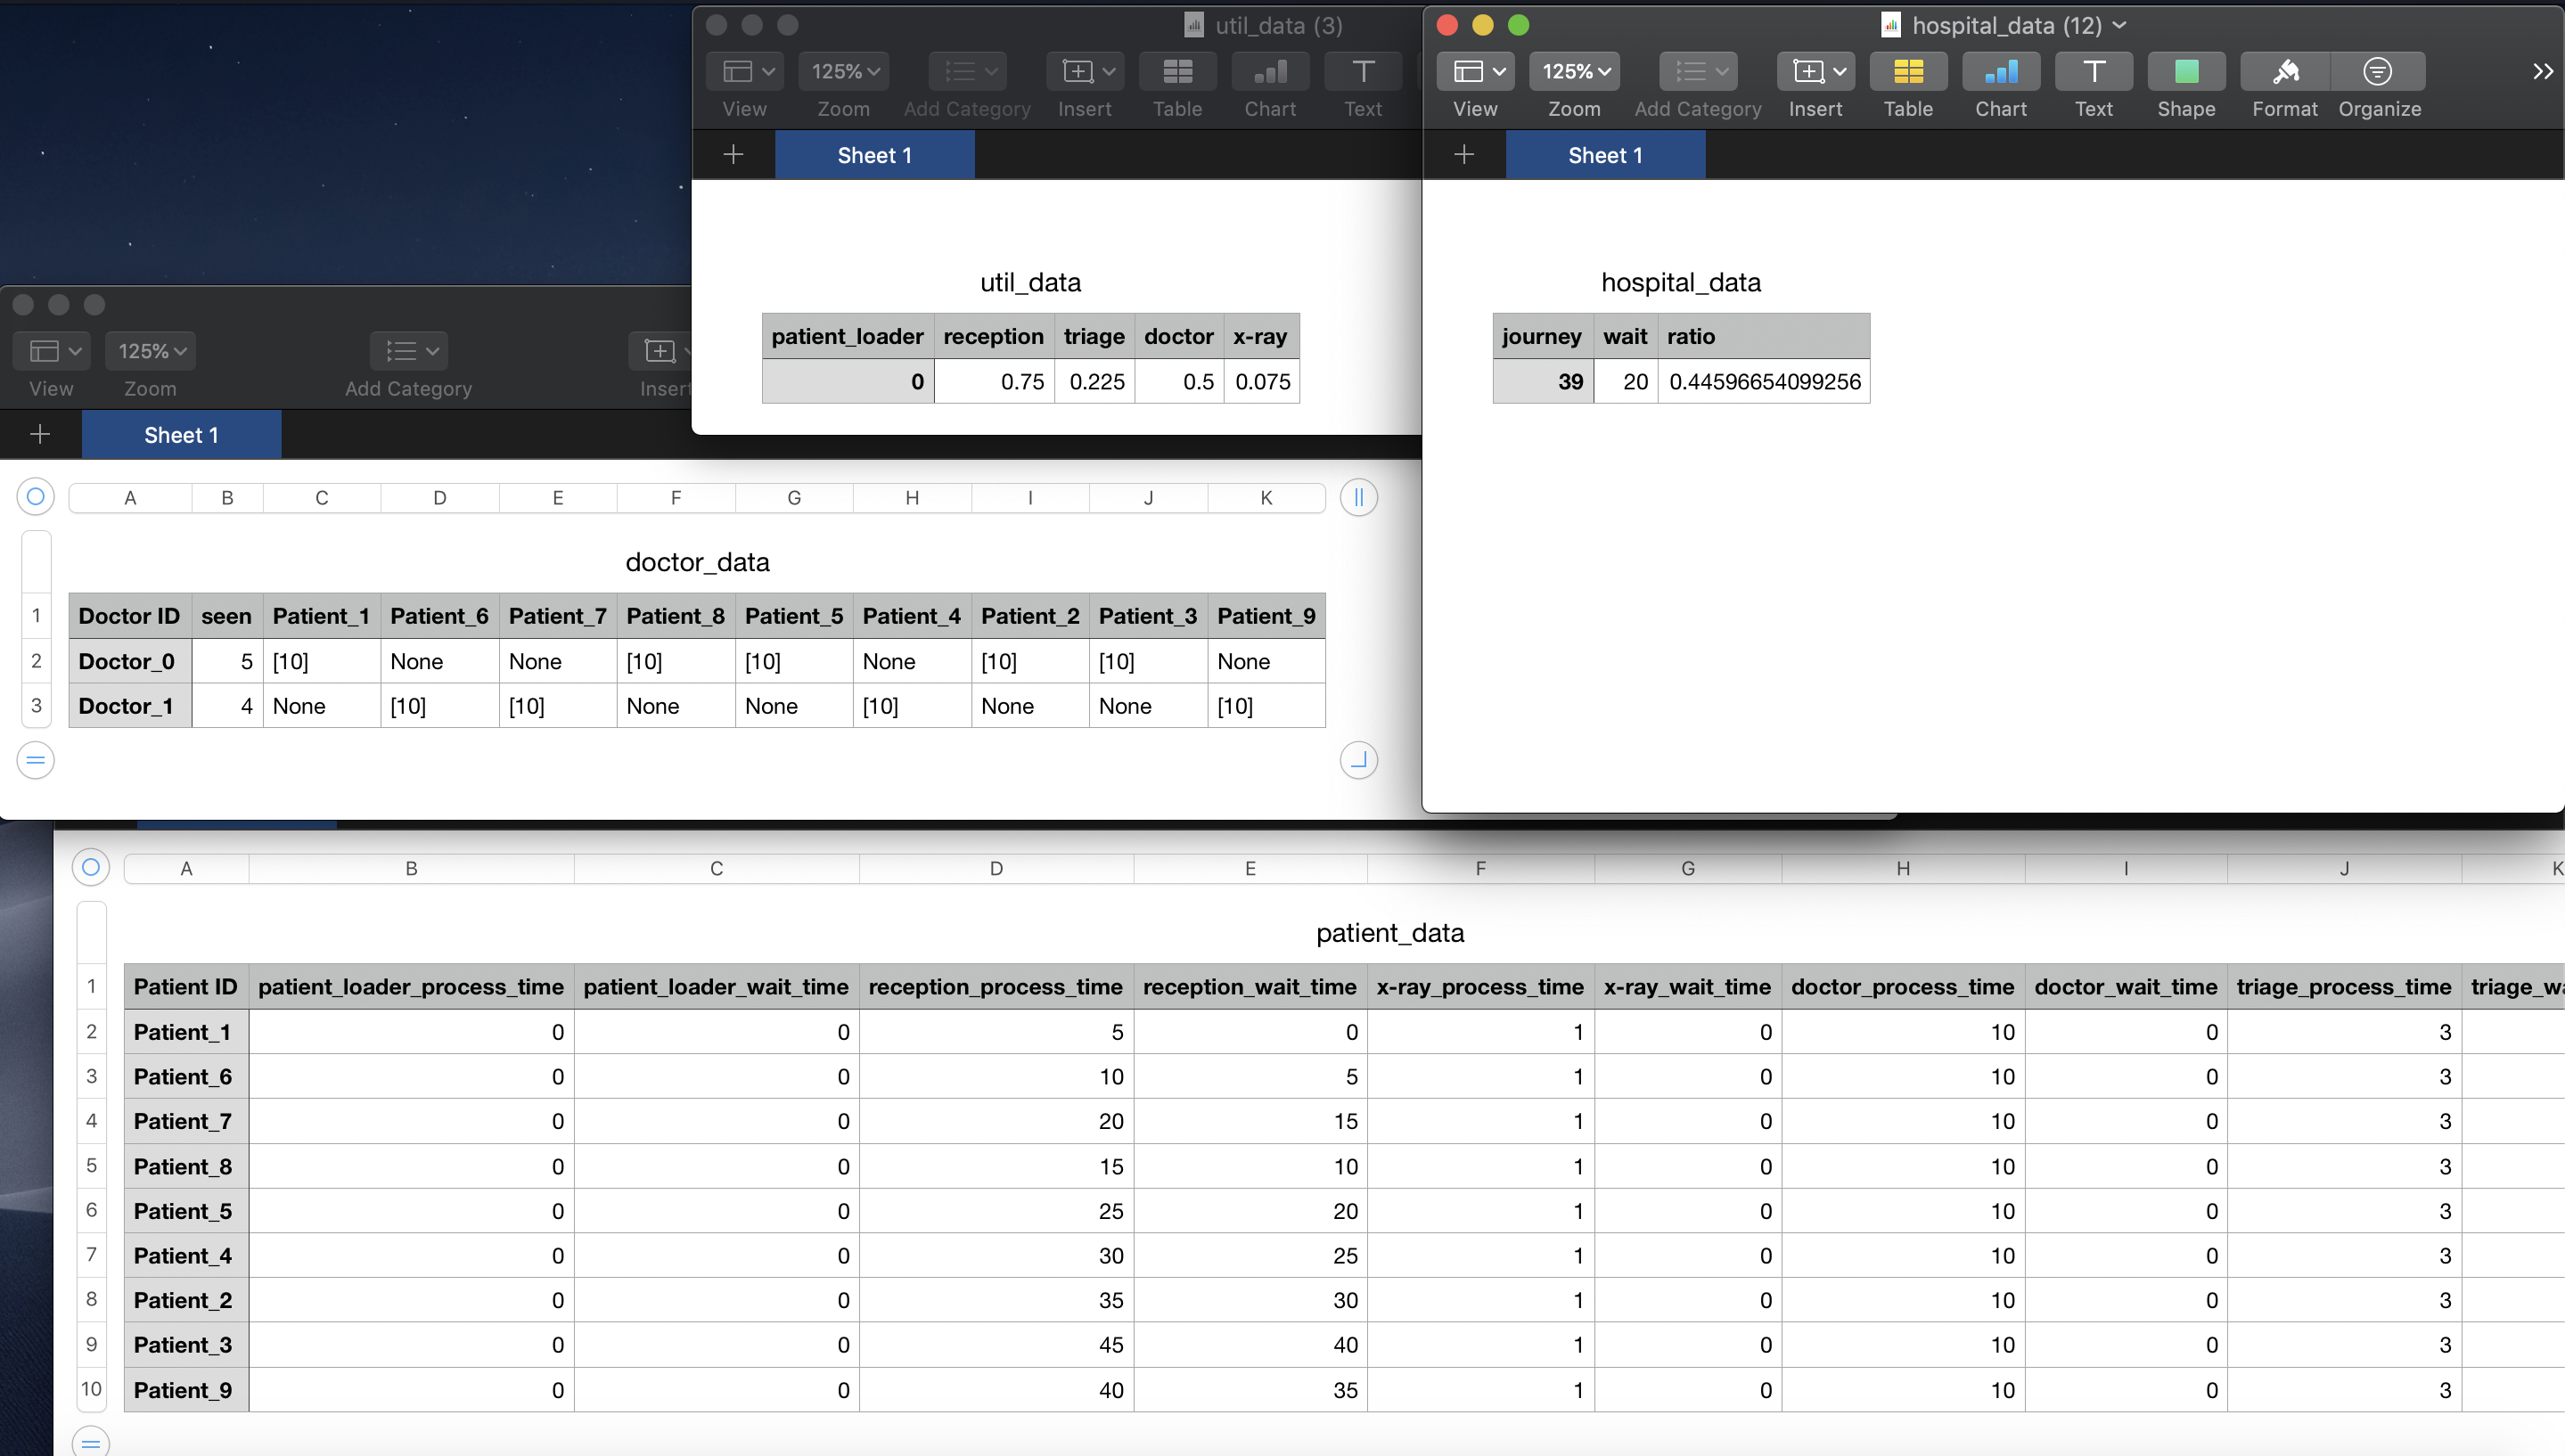 util_data (3)
View 125% Zoom Add Category Insert Table Chart Text
Sheet 1
util_data
patient_loader reception triage doctor x-ray
0 0.75 0.225 0.5 0.075
hospital_data (12)
View 125% Zoom Add Category Insert Table Chart Text Shape Format Organize
Sheet 1
hospital_data
journey wait ratio
39 20 0.44596654099256
View 125% Zoom Add Category Insert
Sheet 1
A B C D E F G H I J K
doctor_data
1 Doctor ID seen Patient_1 Patient_6 Patient_7 Patient_8 Patient_5 Patient_4 Patient_2 Patient_3 Patient_9
2 Doctor_0 5 [10] None None [10] [10] None [10] [10] None
3 Doctor_1 4 None [10] [10] None None [10] None None [10]
A B C D E F G H I J K
patient_data
1 Patient ID patient_loader_process_time patient_loader_wait_time reception_process_time reception_wait_time x-ray_process_time x-ray_wait_time doctor_process_time doctor_wait_time triage_process_time triage_wa
2 Patient_1 0 0 5 0 1 0 10 0 3
3 Patient_6 0 0 10 5 1 0 10 0 3
4 Patient_7 0 0 20 15 1 0 10 0 3
5 Patient_8 0 0 15 10 1 0 10 0 3
6 Patient_5 0 0 25 20 1 0 10 0 3
7 Patient_4 0 0 30 25 1 0 10 0 3
8 Patient_2 0 0 35 30 1 0 10 0 3
9 Patient_3 0 0 45 40 1 0 10 0 3
10 Patient_9 0 0 40 35 1 0 10 0 3